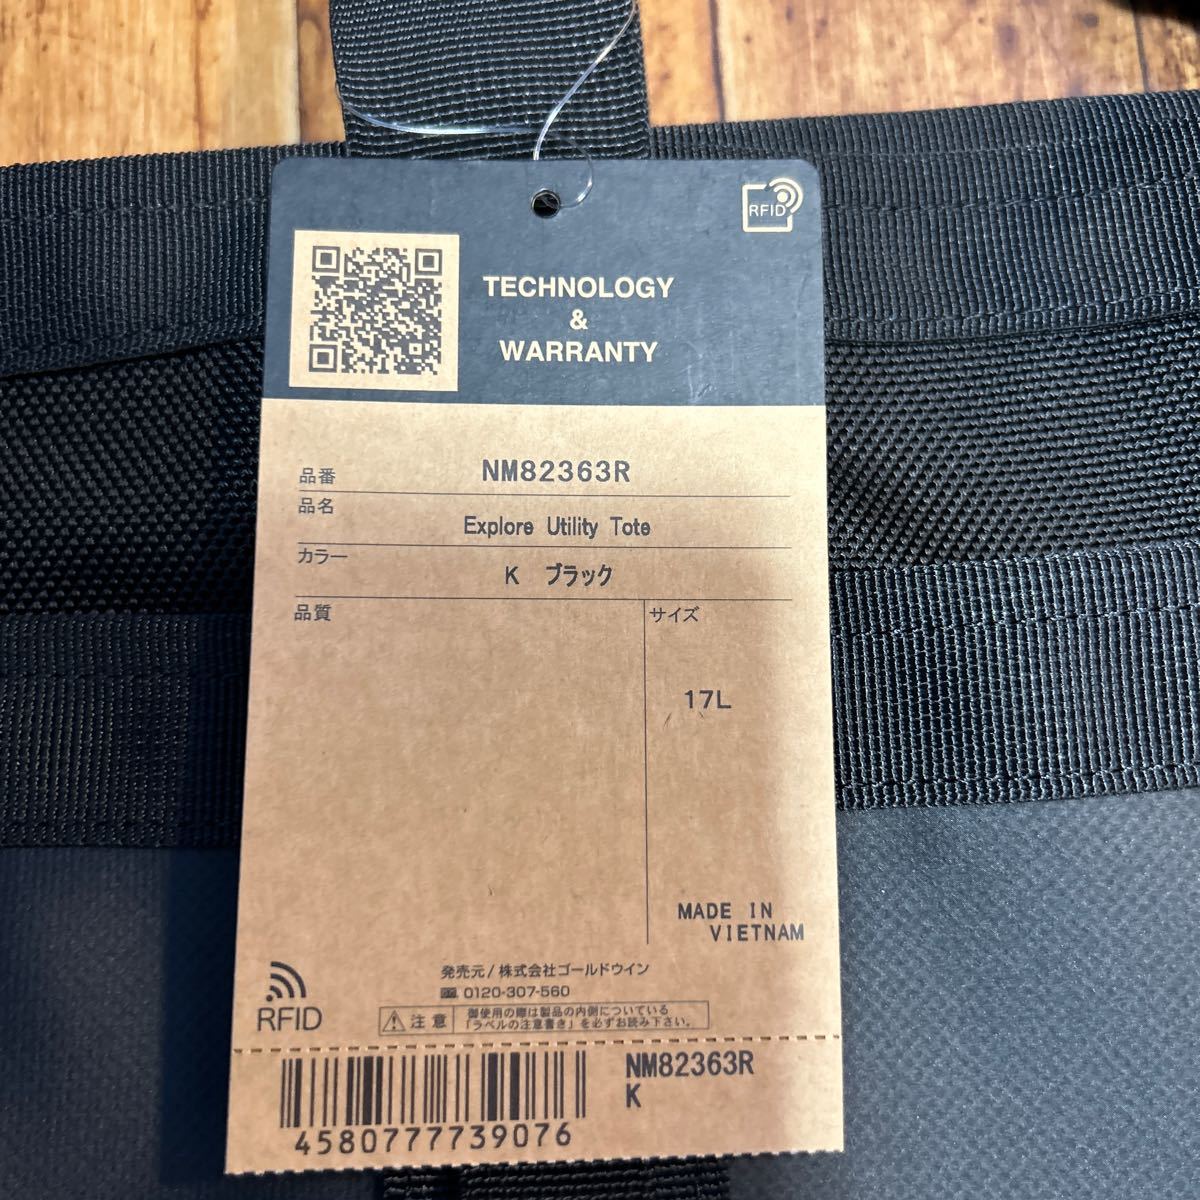 RFID
TECHNOLOGY
&
WARRANTY
品番 NM82363R
品名 Explore Utility Tote
カラー K ブラック
品質
サイズ
17L
MADE IN
VIETNAM
発売元/株式会社ゴールドウイン
0120-307-560
RFID
注意
御使用の際は製品の内側についている
「ラベルの注意書き」を必ずお読み下さい。
NM82363R
K
4580777739076